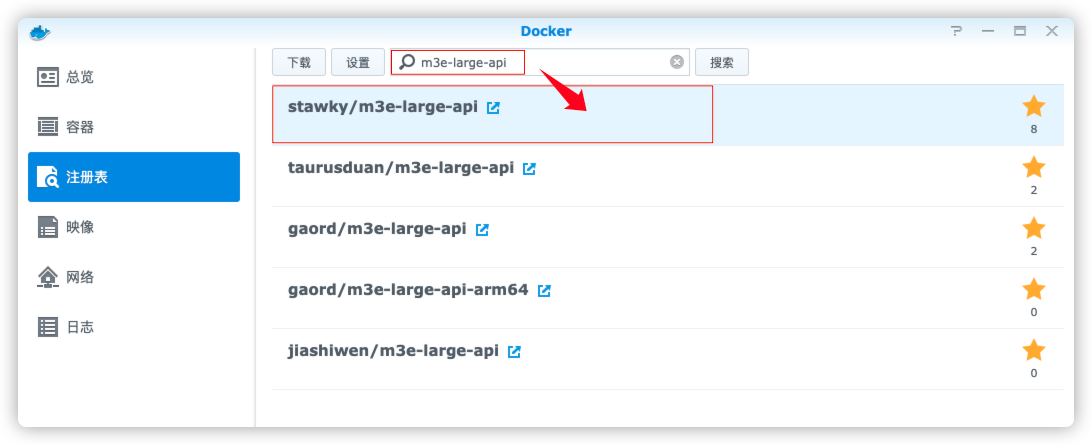 Docker
?
总览
容器
注册表
映像
网络
日志
下载 设置 m3e-large-api 搜索
stawky/m3e-large-api
8
taurusduan/m3e-large-api
2
gaord/m3e-large-api
2
gaord/m3e-large-api-arm64
0
jiashiwen/m3e-large-api
0